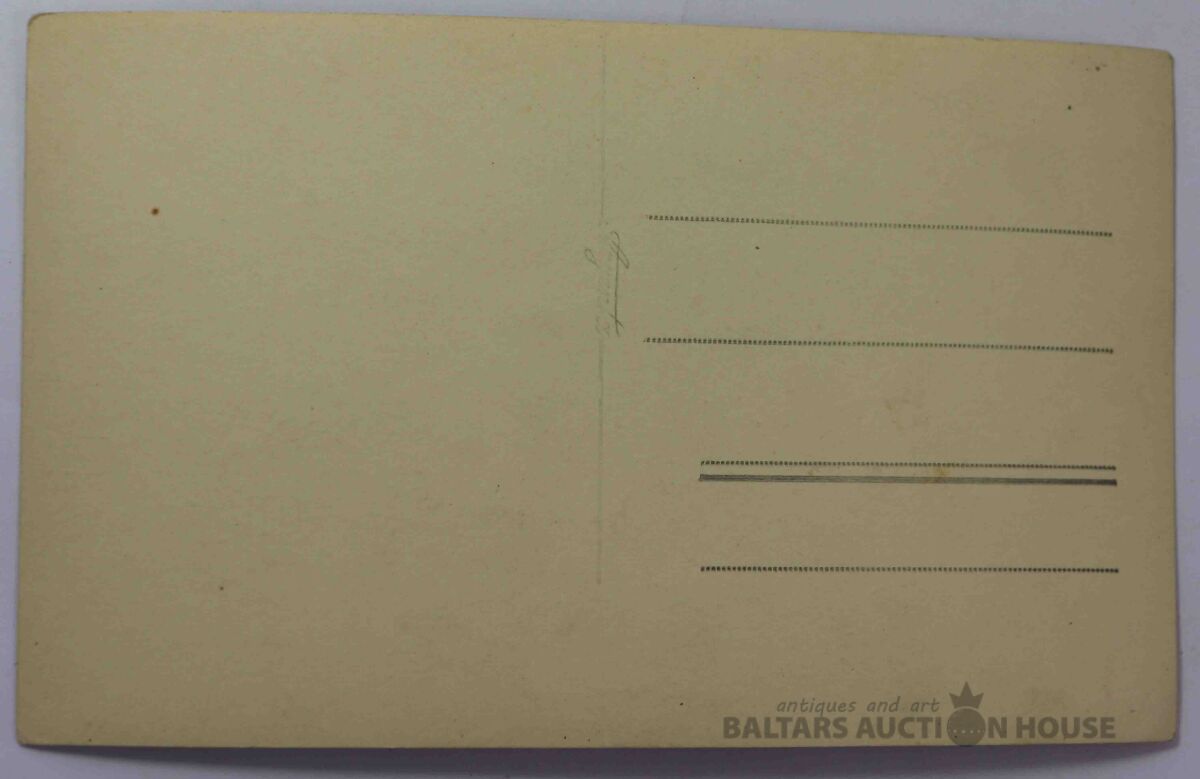 antiques and art
BALTARS AUCTION HOUSE